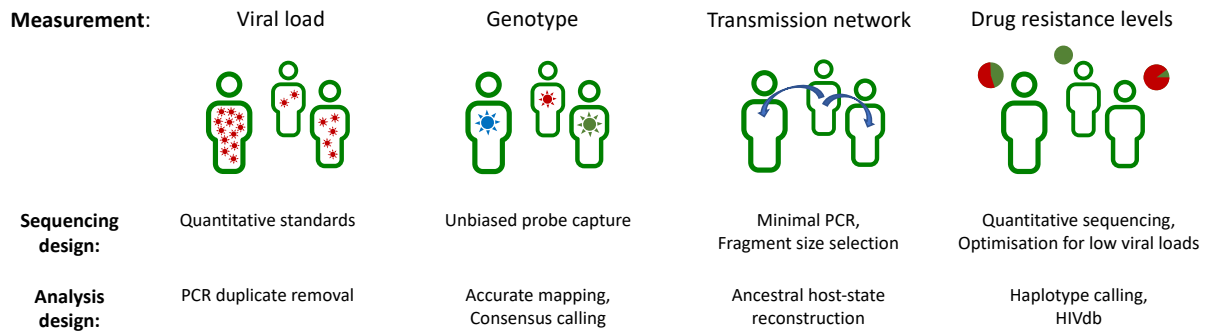 Measurement: Viral load Genotype Transmission network Drug resistance levels
Sequencing design: Quantitative standards Unbiased probe capture Minimal PCR, Fragment size selection Quantitative sequencing, Optimisation for low viral loads
Analysis design: PCR duplicate removal Accurate mapping, Consensus calling Ancestral host-state reconstruction Haplotype calling, HIVdb